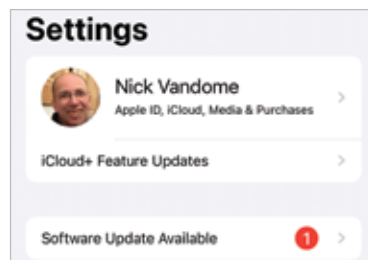 Settings
Nick Vandome
Apple ID, iCloud, Media & Purchases
iCloud+ Feature Updates
Software Update Available
1